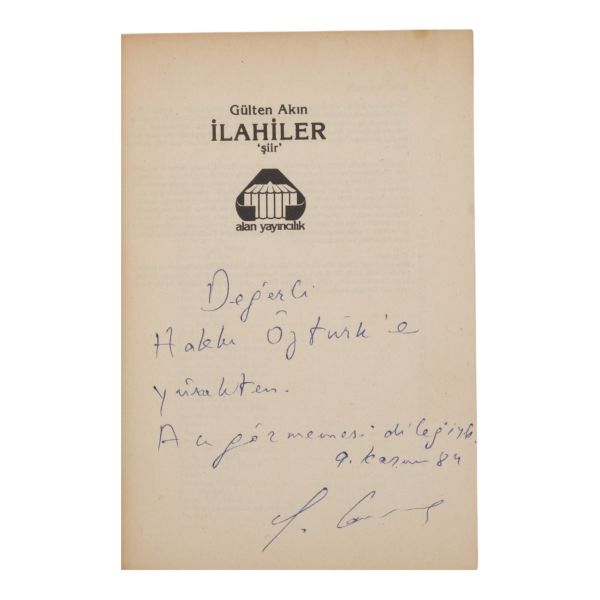 Gülten Akın
İLAHİLER
'şiir'
alan yayıncılık
Değerli
Hakkı Öztürk'e
yürekten.
Acı görmemesi dileğiyle.
9. Kasım 84